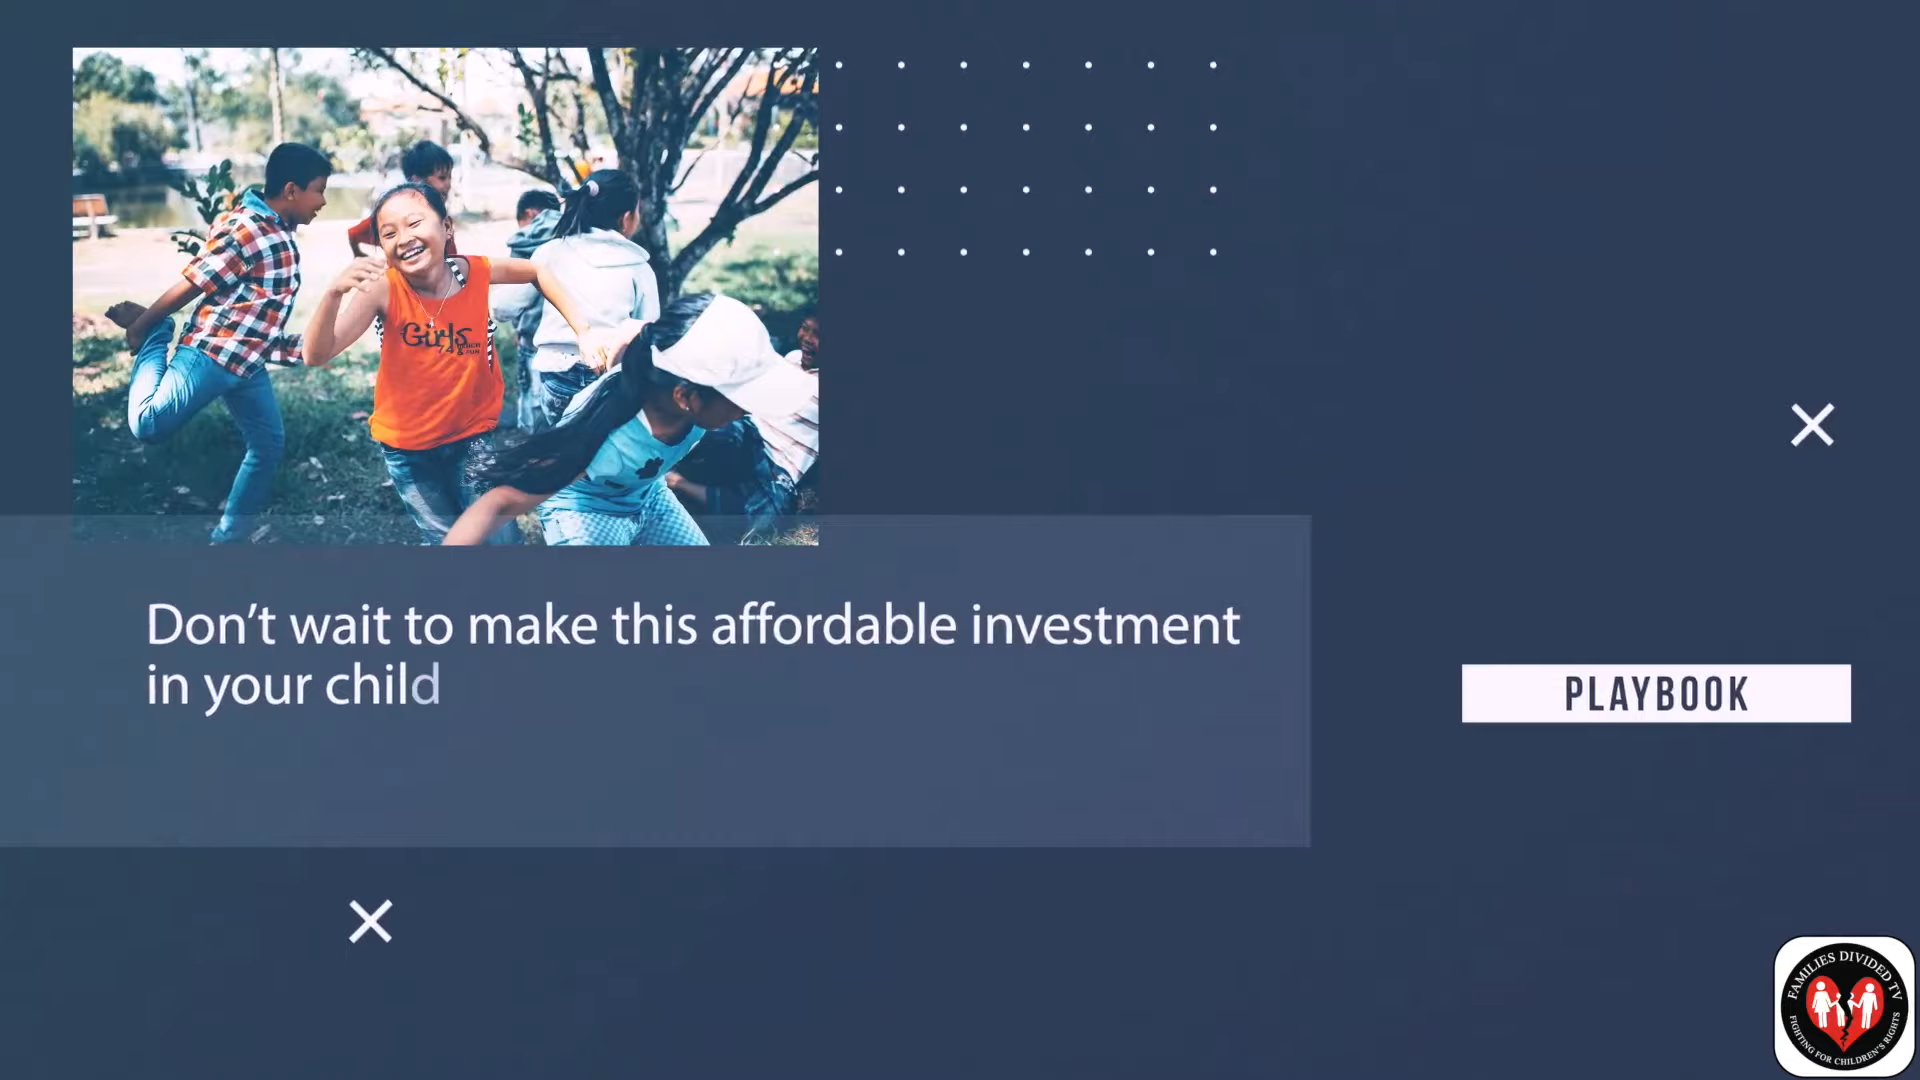 Girls
Don't wait to make this affordable investment
in your child
PLAYBOOK
FAMILIES DIVIDED TV
FIGHTING FOR CHILDREN'S RIGHTS